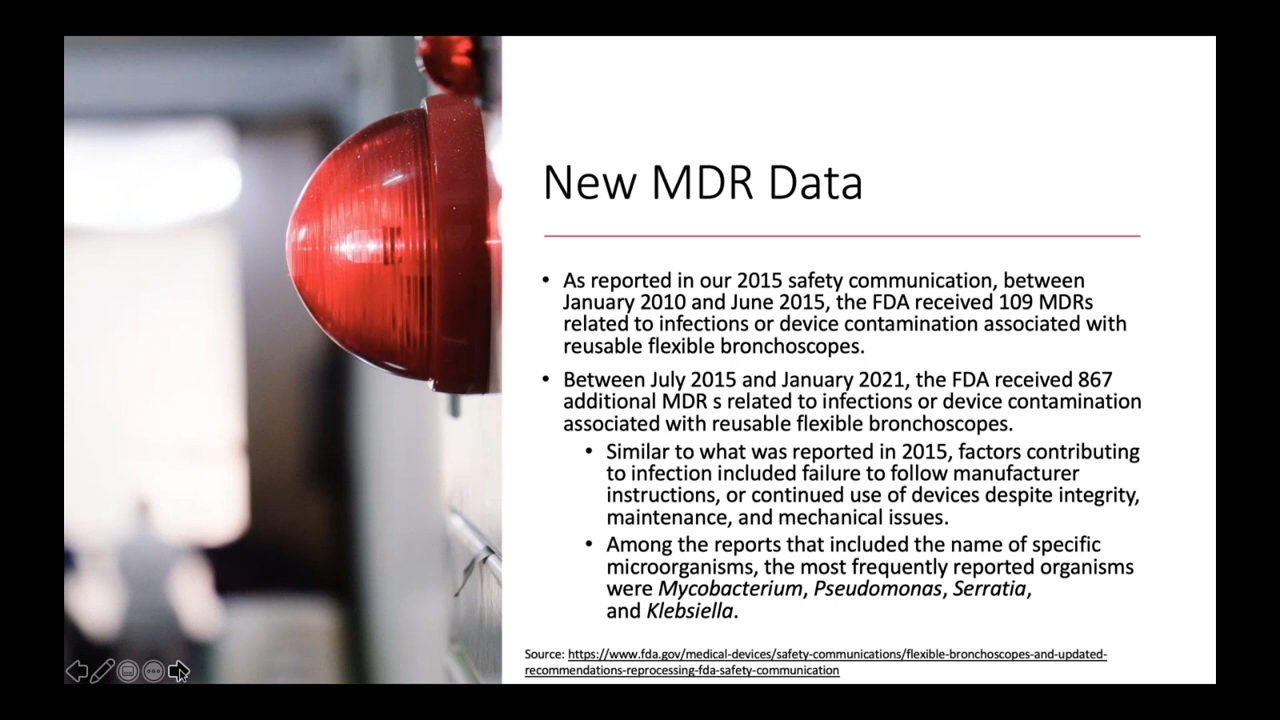 New MDR Data
• As reported in our 2015 safety communication, between
January 2010 and June 2015, the FDA received 109 MDRs
related to infections or device contamination associated with
reusable flexible bronchoscopes.
• Between July 2015 and January 2021, the FDA received 867
additional MDR s related to infections or device contamination
associated with reusable flexible bronchoscopes.
• Similar to what was reported in 2015, factors contributing
to infection included failure to follow manufacturer
instructions, or continued use of devices despite integrity,
maintenance, and mechanical issues.
• Among the reports that included the name of specific
microorganisms, the most frequently reported organisms
were Mycobacterium, Pseudomonas, Serratia,
and Klebsiella.
Source: https://www.fda.gov/medical-devices/safety-communications/flexible-bronchoscopes-and-updated-
recommendations-reprocessing-fda-safety-communication